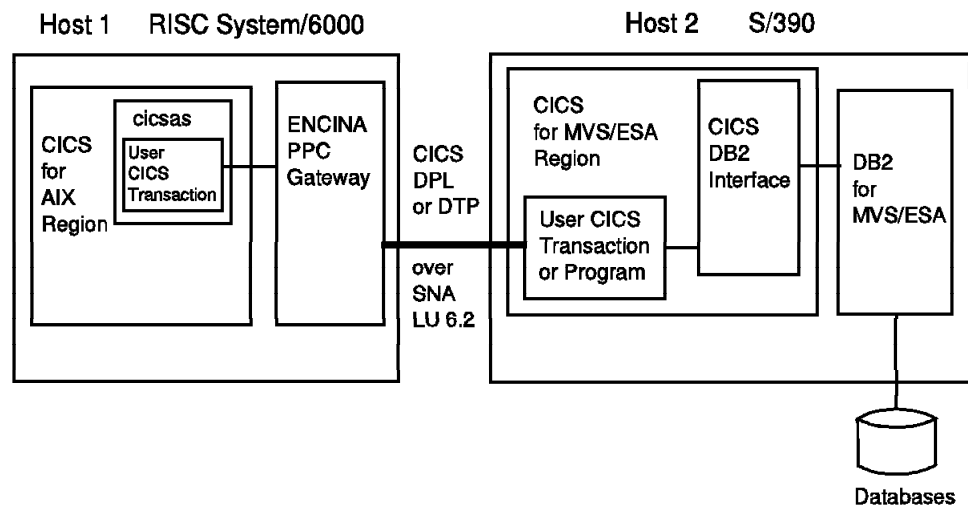 Host 1 RISC System/6000
Host 2 S/390
CICS
for
AIX
Region
cicsas
User
CICS
Transaction
ENCINA
PPC
Gateway
CICS
DPL
or DTP
over
SNA
LU 6.2
CICS
for MVS/ESA
Region
User CICS
Transaction
or Program
CICS
DB2
Interface
DB2
for
MVS/ESA
Databases